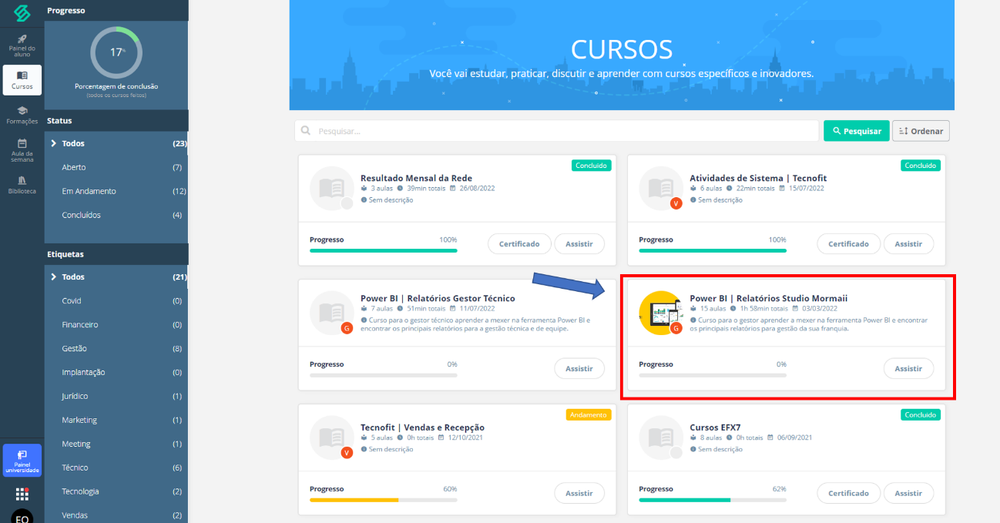 Progresso
17%
Porcentagem de conclusão
(todos os cursos feitos)
Painel do
aluno
Cursos
Formações
Aula da
semana
Biblioteca
Painel
universidade
EO
Status
Todos (23)
Aberto (7)
Em Andamento (12)
Concluídos (4)
Etiquetas
Todos (21)
Covid (0)
Financeiro (0)
Gestão (8)
Implantação (0)
Jurídico (1)
Marketing (1)
Meeting (1)
Técnico (6)
Tecnologia (2)
Vendas (2)
CURSOS
Você vai estudar, praticar, discutir e aprender com cursos específicos e inovadores.
Pesquisar...
Pesquisar
Ordenar
Concluido
Resultado Mensal da Rede
3 aulas 39min totais 26/08/2022
Sem descrição
Progresso 100%
Certificado
Assistir
Concluido
Atividades de Sistema | Tecnofit
6 aulas 22min totais 15/07/2022
V
Sem descrição
Progresso 100%
Certificado
Assistir
Power BI | Relatórios Gestor Técnico
7 aulas 51min totais 11/07/2022
Curso para o gestor técnico aprender a mexer na ferramenta Power BI e
G
encontrar os principais relatórios para a gestão técnica e de equipe.
Progresso 0%
Assistir
Power BI | Relatórios Studio Mormaii
15 aulas 1h 58min totais 03/03/2022
Curso para o gestor aprender a mexer na ferramenta Power BI e encontrar
G
os principais relatórios para gestão da sua franquia.
Progresso 0%
Assistir
Andamento
Tecnofit | Vendas e Recepção
5 aulas 0h totais 12/10/2021
V
Sem descrição
Progresso 60%
Assistir
Concluido
Cursos EFX7
8 aulas 0h totais 06/09/2021
Sem descrição
Progresso 62%
Certificado
Assistir